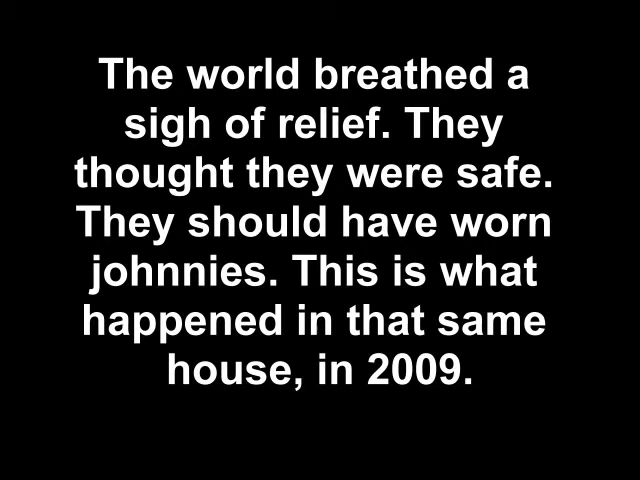 The world breathed a
sigh of relief. They
thought they were safe.
They should have worn
johnnies. This is what
happened in that same
house, in 2009.